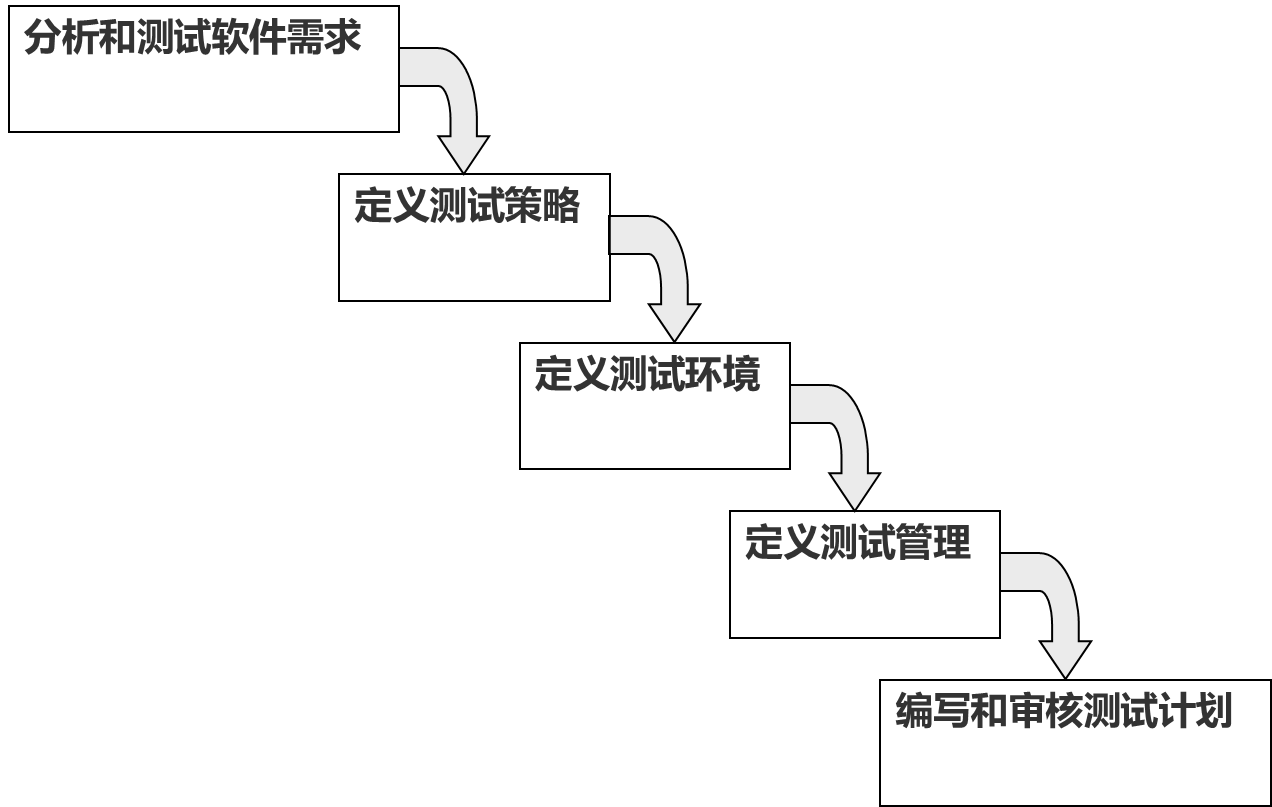 分析和测试软件需求
定义测试策略
定义测试环境
定义测试管理
编写和审核测试计划